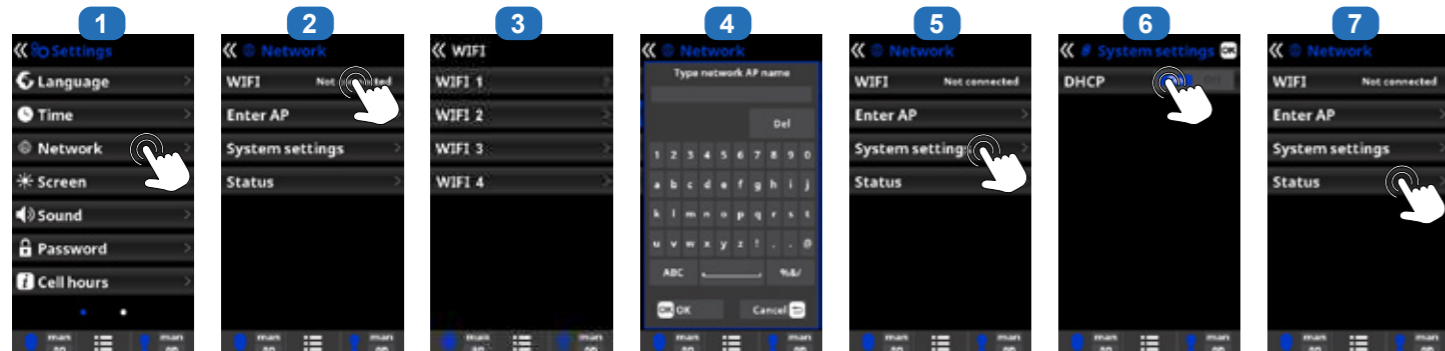 1
Settings
Language
Time
Network
Screen
Sound
Password
Cell hours
2
Network
WIFI
Enter AP
System settings
Status
3
WIFI
WIFI 1
WIFI 2
WIFI 3
WIFI 4
4
Network
Type network AP name
Del
1 2 3 4 5 6 7 8 9 0
a b c d e f g h i j
k l m n o p q r s t
u v w x y z ! . . @
ABC %&/
OK OK Cancel
5
Network
WIFI Not connected
Enter AP
System settings
Status
6
System settings OK
DHCP
7
Network
WIFI Not connected
Enter AP
System settings
Status